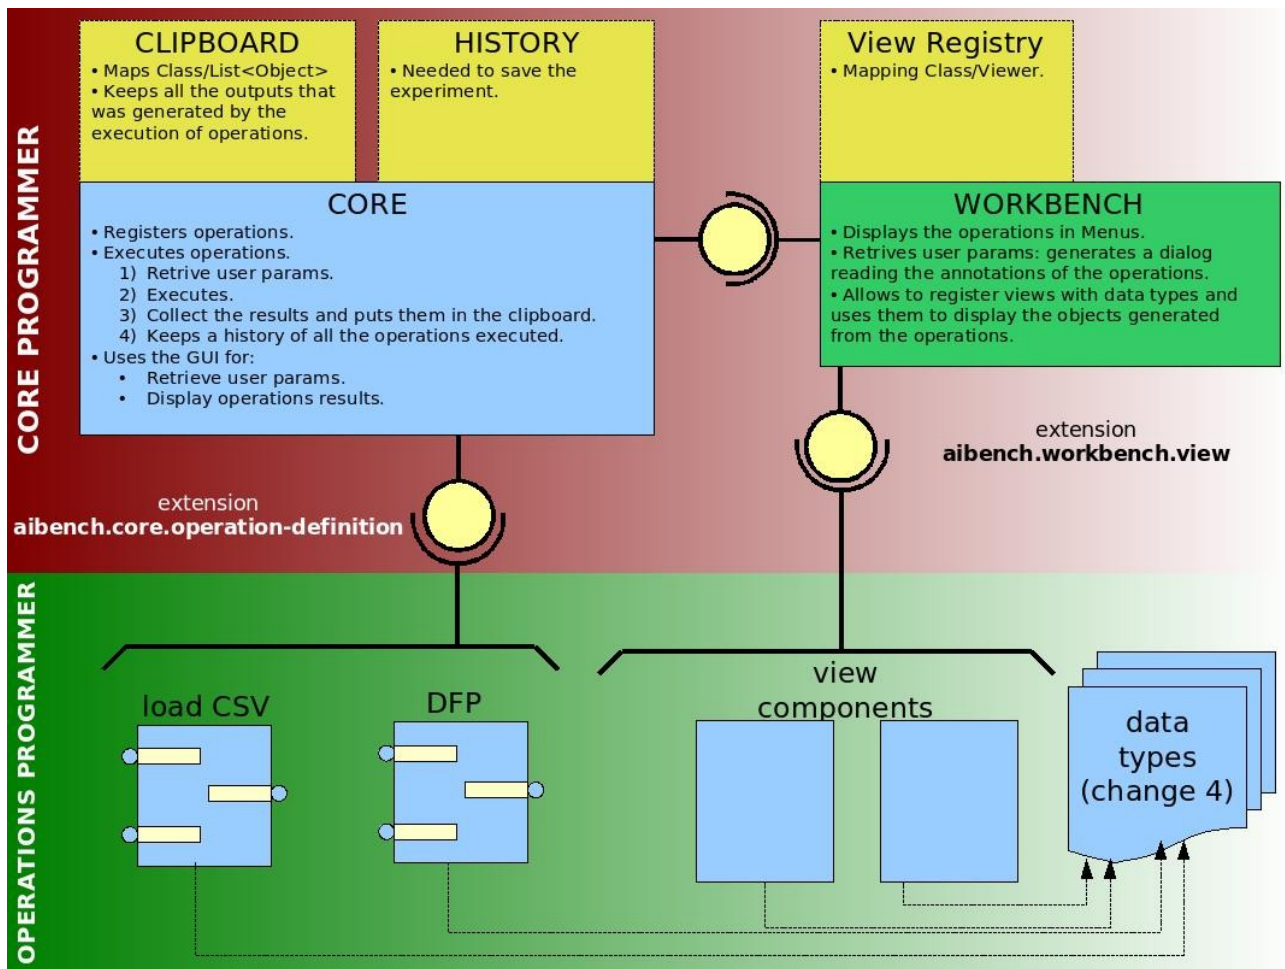 CLIPBOARD
• Maps Class/List<Object>
• Keeps all the outputs that
was generated by the
execution of operations.
HISTORY
• Needed to save the
experiment.
View Registry
• Mapping Class/Viewer.
CORE PROGRAMMER
CORE
• Registers operations.
• Executes operations.
1) Retrive user params.
2) Executes.
3) Collect the results and puts them in the clipboard.
4) Keeps a history of all the operations executed.
• Uses the GUI for:
• Retrieve user params.
• Display operations results.
WORKBENCH
• Displays the operations in Menus.
• Retrives user params: generates a dialog
reading the annotations of the operations.
• Allows to register views with data types and
uses them to display the objects generated
from the operations.
extension
aibench.workbench.view
extension
aibench.core.operation-definition
OPERATIONS PROGRAMMER
load CSV
DFP
view
components
data
types
(change 4)